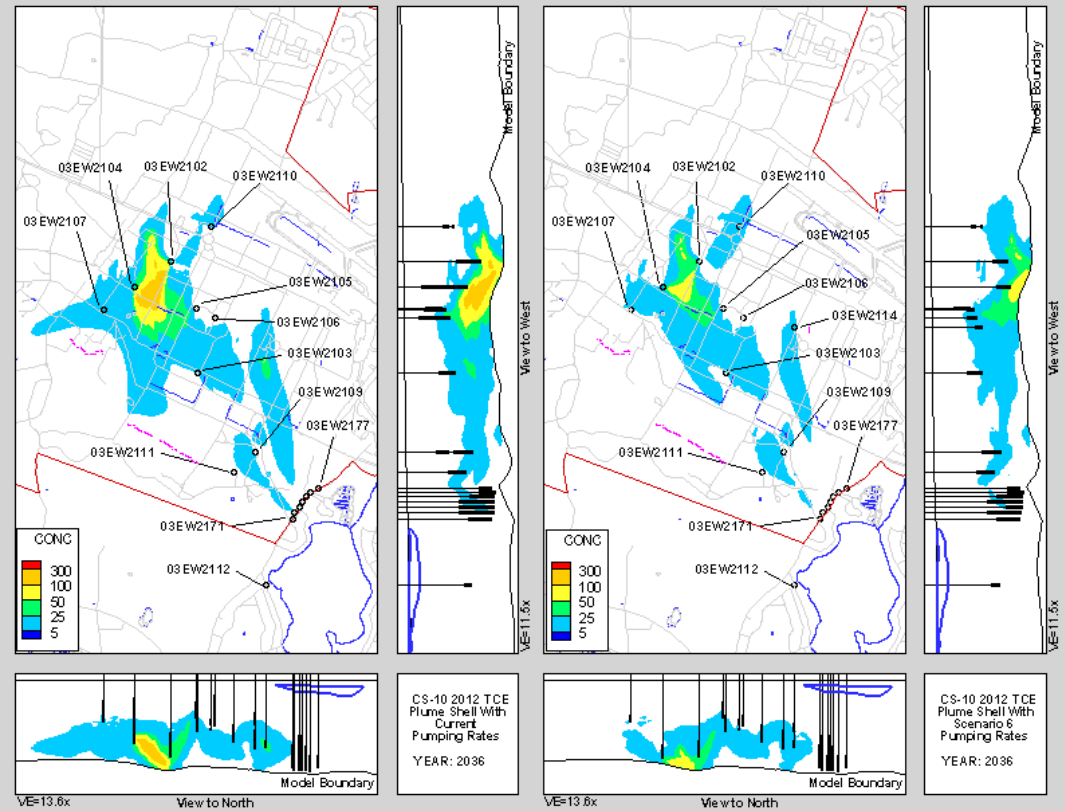 03EW2104
03EW2102
03EW2110
03EW2107
03EW2105
03EW2106
03EW2103
03EW2109
03EW2177
03EW2111
03EW2171
03EW2112
CONC
300
100
50
25
5
Model Boundary
View to West
VE=11.5x
Model Boundary
VE=13.6x
View to North
CS-10 2012 TCE
Plume Shell With
Current
Pumping Rates
YEAR: 2036
03EW2104
03EW2102
03EW2110
03EW2107
03EW2105
03EW2106
03EW2114
03EW2103
03EW2109
03EW2177
03EW2111
03EW2171
03EW2112
CONC
300
100
50
25
5
Model Boundary
View to West
VE=11.5x
Model Boundary
VE=13.6x
View to North
CS-10 2012 TCE
Plume Shell With
Scenario 6
Pumping Rates
YEAR: 2036